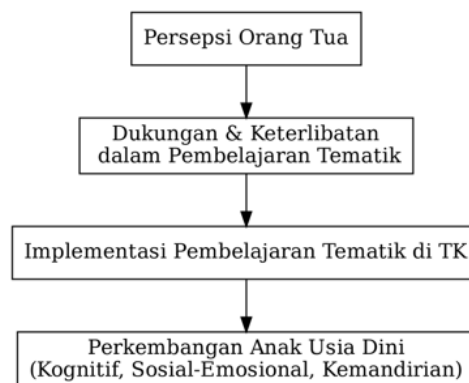 Persepsi Orang Tua
Dukungan & Keterlibatan
dalam Pembelajaran Tematik
Implementasi Pembelajaran Tematik di TK
Perkembangan Anak Usia Dini
(Kognitif, Sosial-Emosional, Kemandirian)